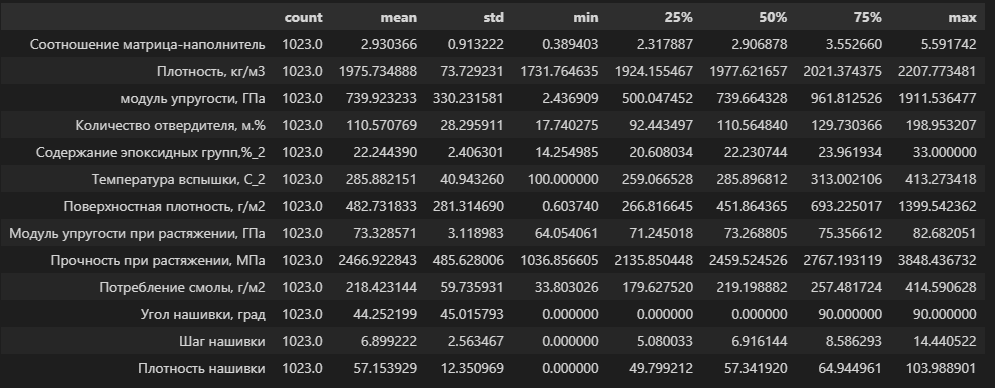 count mean std min 25% 50% 75% max
Соотношение матрица-наполнитель 1023.0 2.930366 0.913222 0.389403 2.317887 2.906878 3.552660 5.591742
Плотность, кг/м3 1023.0 1975.734888 73.729231 1731.764635 1924.155467 1977.621657 2021.374375 2207.773481
модуль упругости, ГПа 1023.0 739.923233 330.231581 2.436909 500.047452 739.664328 961.812526 1911.536477
Количество отвердителя, м.% 1023.0 110.570769 28.295911 17.740275 92.443497 110.564840 129.730366 198.953207
Содержание эпоксидных групп,%_2 1023.0 22.244390 2.406301 14.254985 20.608034 22.230744 23.961934 33.000000
Температура вспышки, С_2 1023.0 285.882151 40.943260 100.000000 259.066528 285.896812 313.002106 413.273418
Поверхностная плотность, г/м2 1023.0 482.731833 281.314690 0.603740 266.816645 451.864365 693.225017 1399.542362
Модуль упругости при растяжении, ГПа 1023.0 73.328571 3.118983 64.054061 71.245018 73.268805 75.356612 82.682051
Прочность при растяжении, МПа 1023.0 2466.922843 485.628006 1036.856605 2135.850448 2459.524526 2767.193119 3848.436732
Потребление смолы, г/м2 1023.0 218.423144 59.735931 33.803026 179.627520 219.198882 257.481724 414.590628
Угол нашивки, град 1023.0 44.252199 45.015793 0.000000 0.000000 0.000000 90.000000 90.000000
Шаг нашивки 1023.0 6.899222 2.563467 0.000000 5.080033 6.916144 8.586293 14.440522
Плотность нашивки 1023.0 57.153929 12.350969 0.000000 49.799212 57.341920 64.944961 103.988901